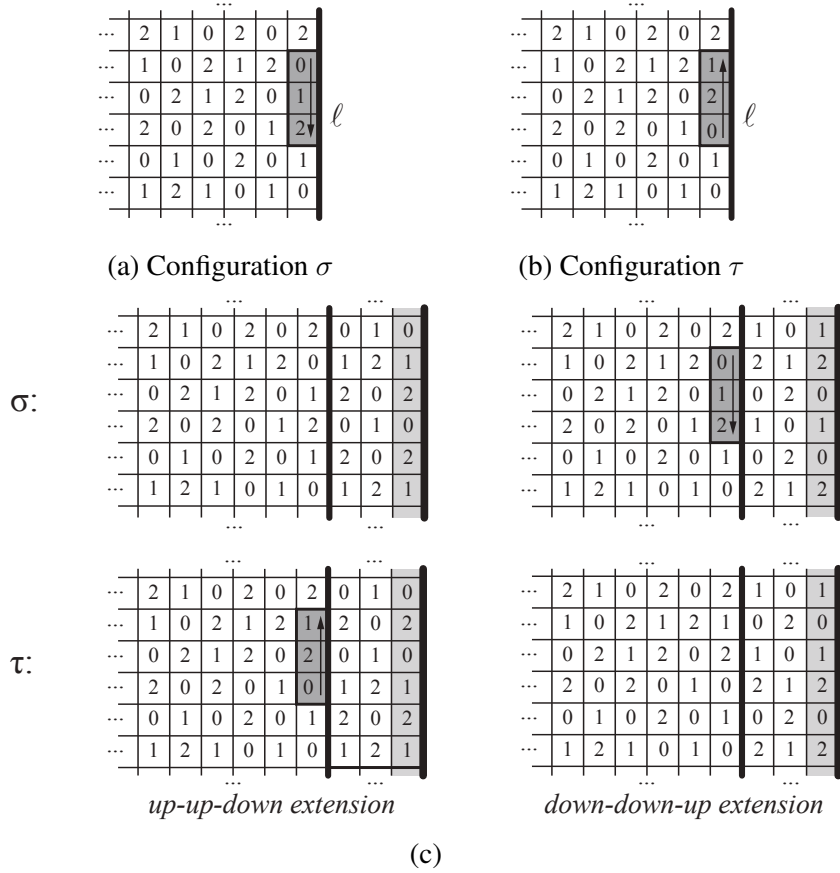 ...
... 2 1 0 2 0 2
... 1 0 2 1 2 0
... 0 2 1 2 0 1
... 2 0 2 0 1 2
... 0 1 0 2 0 1
... 1 2 1 0 1 0
...
ℓ
(a) Configuration σ
...
... 2 1 0 2 0 2
... 1 0 2 1 2 1
... 0 2 1 2 0 2
... 2 0 2 0 1 0
... 0 1 0 2 0 1
... 1 2 1 0 1 0
...
ℓ
(b) Configuration τ
σ:
... ...
... 2 1 0 2 0 2 0 1 0
... 1 0 2 1 2 0 1 2 1
... 0 2 1 2 0 1 2 0 2
... 2 0 2 0 1 2 0 1 0
... 0 1 0 2 0 1 2 0 2
... 1 2 1 0 1 0 1 2 1
... ...
... ...
... 2 1 0 2 0 2 1 0 1
... 1 0 2 1 2 0 2 1 2
... 0 2 1 2 0 1 0 2 0
... 2 0 2 0 1 2 1 0 1
... 0 1 0 2 0 1 0 2 0
... 1 2 1 0 1 0 2 1 2
... ...
τ:
... ...
... 2 1 0 2 0 2 0 1 0
... 1 0 2 1 2 1 2 0 2
... 0 2 1 2 0 2 0 1 0
... 2 0 2 0 1 0 1 2 1
... 0 1 0 2 0 1 2 0 2
... 1 2 1 0 1 0 1 2 1
... ...
up-up-down extension
... ...
... 2 1 0 2 0 2 1 0 1
... 1 0 2 1 2 1 0 2 0
... 0 2 1 2 0 2 1 0 1
... 2 0 2 0 1 0 2 1 2
... 0 1 0 2 0 1 0 2 0
... 1 2 1 0 1 0 2 1 2
... ...
down-down-up extension
(c)